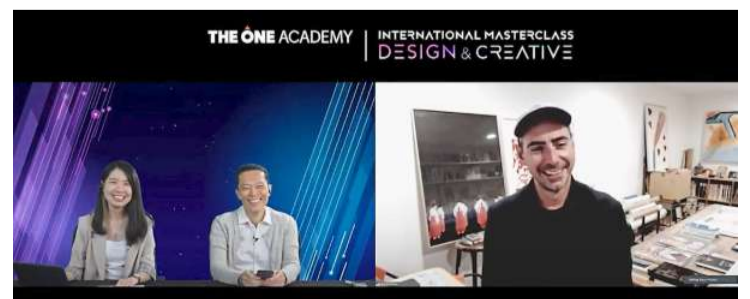 THE ONE ACADEMY
INTERNATIONAL MASTERCLASS
DESIGN & CREATIVE